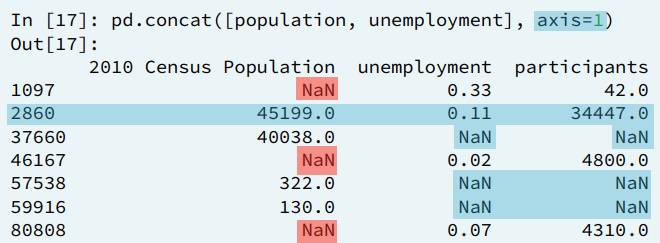 In [17]: pd.concat([population, unemployment], axis=1)
Out[17]:
2010 Census Population unemployment participants
1097 NaN 0.33 42.0
2860 45199.0 0.11 34447.0
37660 40038.0 NaN NaN
46167 NaN 0.02 4800.0
57538 322.0 NaN NaN
59916 130.0 NaN NaN
80808 NaN 0.07 4310.0